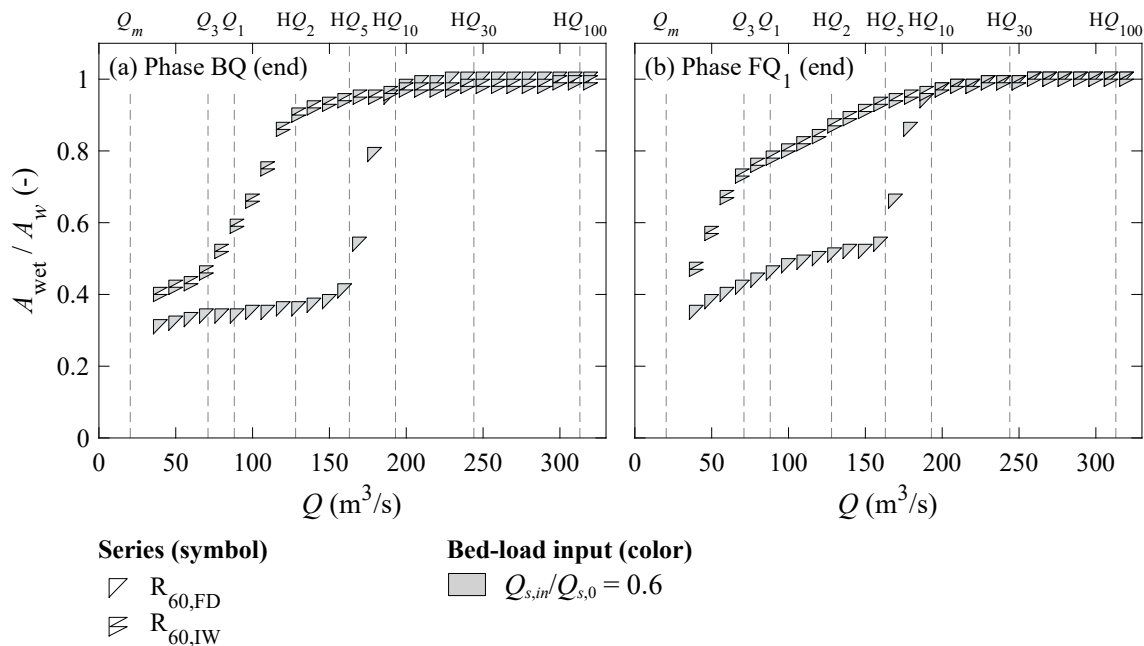 Q_m Q_3 Q_1 HQ_2 HQ_5 HQ_10 HQ_30 HQ_100
Q_m Q_3 Q_1 HQ_2 HQ_5 HQ_10 HQ_30 HQ_100
(a) Phase BQ (end)
(b) Phase FQ_1 (end)
1
0.8
0.6
0.4
0.2
0
A_wet / A_w (-)
0 50 100 150 200 250 300
0 50 100 150 200 250 300
Q (m^3/s)
Q (m^3/s)
Series (symbol)
R_60,FD
R_60,IW
Bed-load input (color)
Q_s,in/Q_s,0 = 0.6